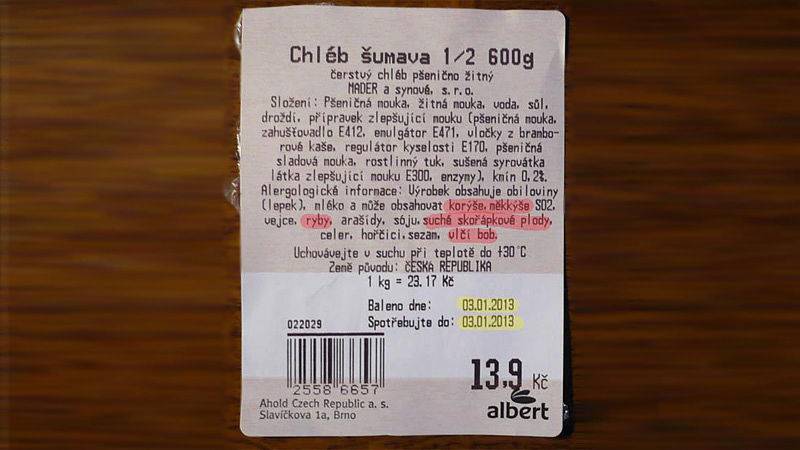 Chléb šumava 1/2 600g
čerstvý chléb pšenično žitný
MADER a synové, s.r.o.
Složení: Pšeničná mouka, žitná mouka, voda, sůl,
droždí, přípravek zlepšující mouku (pšeničná mouka,
zahušťovadlo E412, emulgátor E471, vločky z brambo-
rové kaše, regulátor kyselosti E170, pšeničná
sladová mouka, rostlinný tuk, sušená syrovátka
látka zlepšující mouku E300, enzymy), kmín 0,2%.
Alergologické informace: Výrobek obsahuje obiloviny
(lepek), mléko a může obsahovat korýše, měkkýše SO2,
vejce, ryby, arašídy, sóju, suché skořápkové plody,
celer, hořčici, sezam, vlčí bob.
Uchovávejte v suchu při teplotě do +30°C
Země původu: ČESKÁ REPUBLIKA
1 kg = 23.17 Kč
Baleno dne: 03.01.2013
Spotřebujte do: 03.01.2013
022029
2558 6657
13,9 Kč
albert
Ahold Czech Republic a. s.
Slavíčkova 1a, Brno